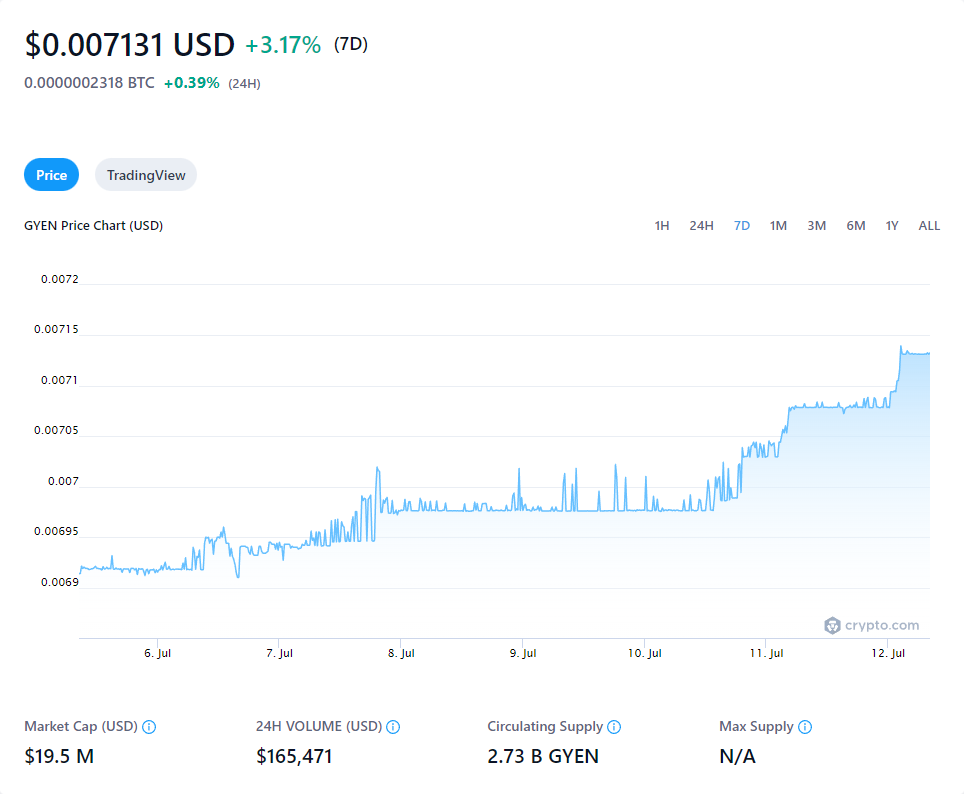 $0.007131 USD +3.17% (7D)
0.0000002318 BTC +0.39% (24H)
Price TradingView
GYEN Price Chart (USD) 1H 24H 7D 1M 3M 6M 1Y ALL
0.0072
0.00715
0.0071
0.00705
0.007
0.00695
0.0069
crypto.com
6. Jul 7. Jul 8. Jul 9. Jul 10. Jul 11. Jul 12. Jul
Market Cap (USD) 24H VOLUME (USD) Circulating Supply Max Supply
$19.5 M $165,471 2.73 B GYEN N/A